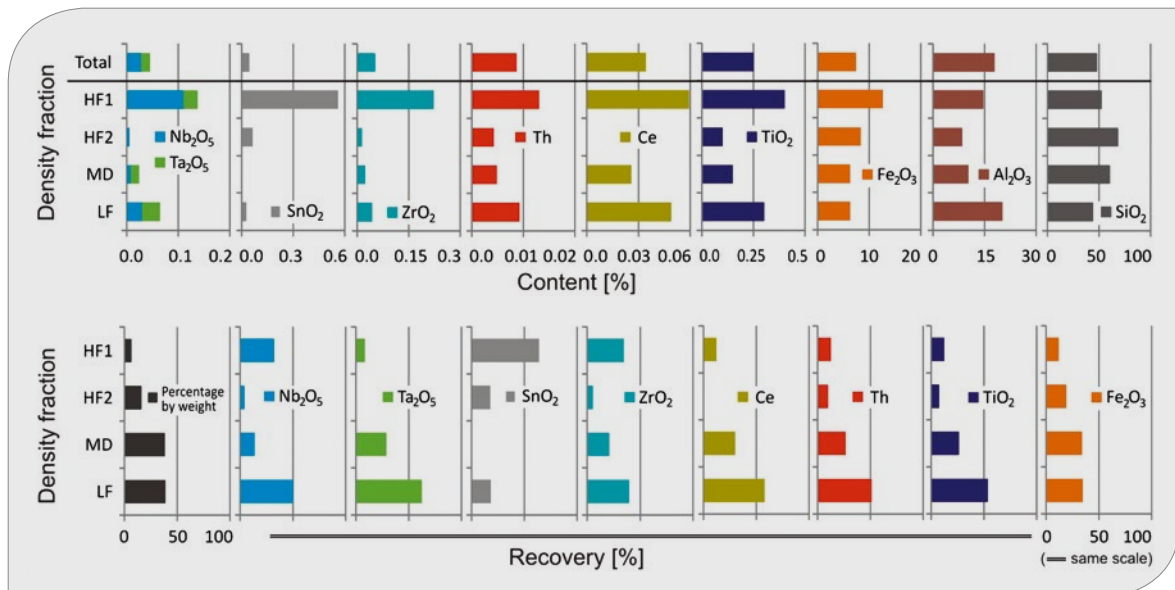 Density fraction
Total
HF1
HF2
MD
LF
Nb₂O₅
Ta₂O₅
SnO₂
ZrO₂
Th
Ce
TiO₂
Fe₂O₃
Al₂O₃
SiO₂
0.0 0.1 0.2
0.0 0.6
0.0 0.15 0.3
0.0 0.01 0.02
0.00 0.03 0.06
0.0 0.25 0.5
0 10 20
0 15 30
0 50 100
Content [%]
Density fraction
HF1
HF2
MD
LF
Percentage
by weight
Nb₂O₅
Ta₂O₅
SnO₂
ZrO₂
Ce
Th
TiO₂
Fe₂O₃
0 50 100
0 50 100
Recovery [%]
(== same scale)